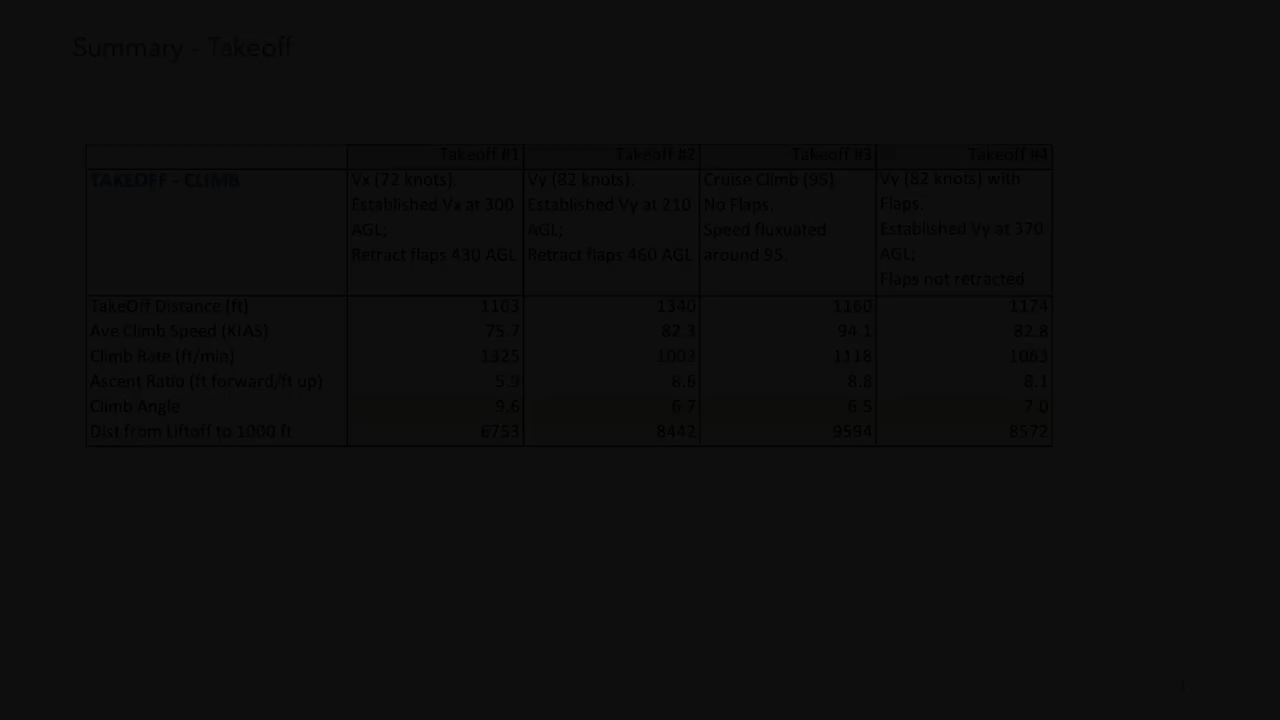 Summary - Takeoff
Takeoff #1 Takeoff #2 Takeoff #3 Takeoff #4
TAKEOFF - CLIMB
Vx (72 knots).
Established Vx at 300
AGL;
Retract flaps 430 AGL
Vy (82 knots).
Established Vy at 210
AGL;
Retract flaps 460 AGL
Cruise Climb (95)
No Flaps.
Speed fluxuated
around 95.
Vy (82 knots) with
Flaps.
Established Vy at 370
AGL;
Flaps not retracted
TakeOff Distance (ft) 1103 1340 1160 1174
Ave Climb Speed (KIAS) 75.7 82.3 94.1 82.8
Climb Rate (ft/min) 1325 1002 1118 1063
Ascent Ratio (ft forward/ft up) 5.9 8.6 8.8 8.1
Climb Angle 9.6 6.7 6.5 7.0
Dist from Liftoff to 1000 ft 6753 8442 9594 8572